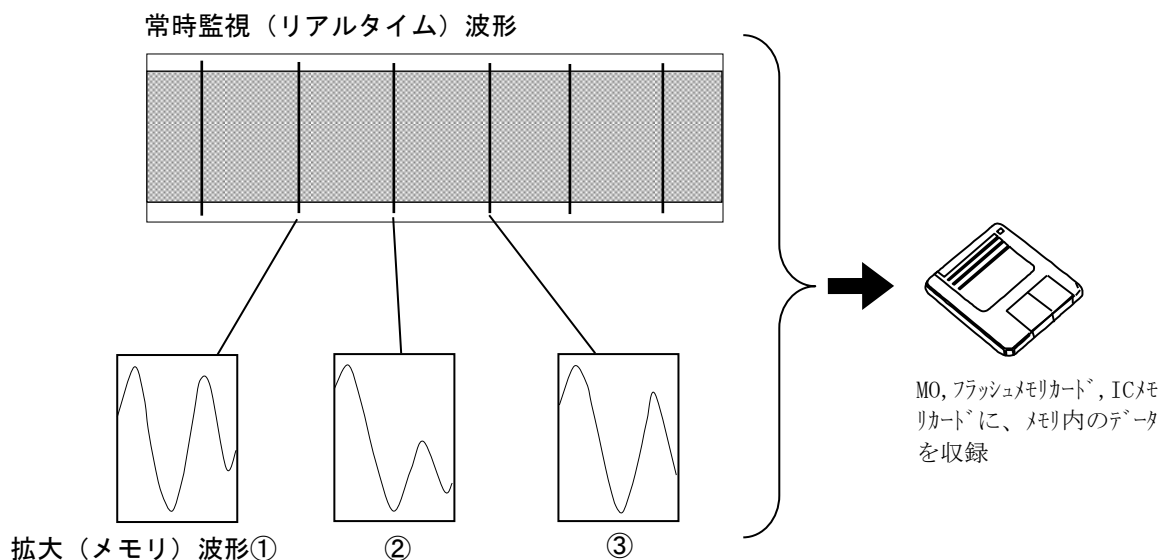 常時監視（リアルタイム）波形
MO,ﾌﾗｯｼｭﾒﾓﾘｶｰﾄﾞ,ICﾒﾓ
ﾘｶｰﾄﾞに、ﾒﾓﾘ内のﾃﾞｰﾀ
を収録
拡大（メモリ）波形① ② ③